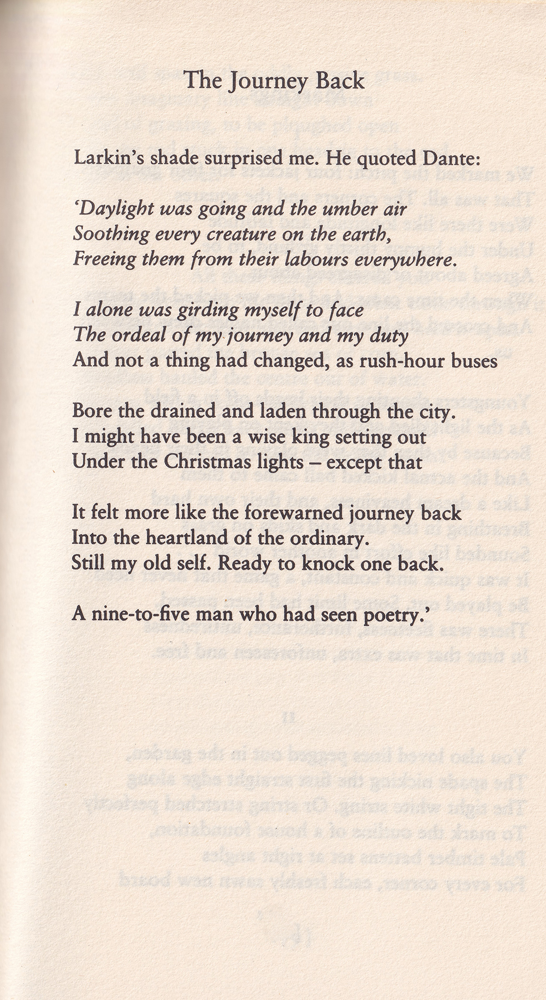 The Journey Back
Larkin’s shade surprised me. He quoted Dante:
‘Daylight was going and the umber air
Soothing every creature on the earth,
Freeing them from their labours everywhere.
I alone was girding myself to face
The ordeal of my journey and my duty
And not a thing had changed, as rush-hour buses
Bore the drained and laden through the city.
I might have been a wise king setting out
Under the Christmas lights – except that
It felt more like the forewarned journey back
Into the heartland of the ordinary.
Still my old self. Ready to knock one back.
A nine-to-five man who had seen poetry.’